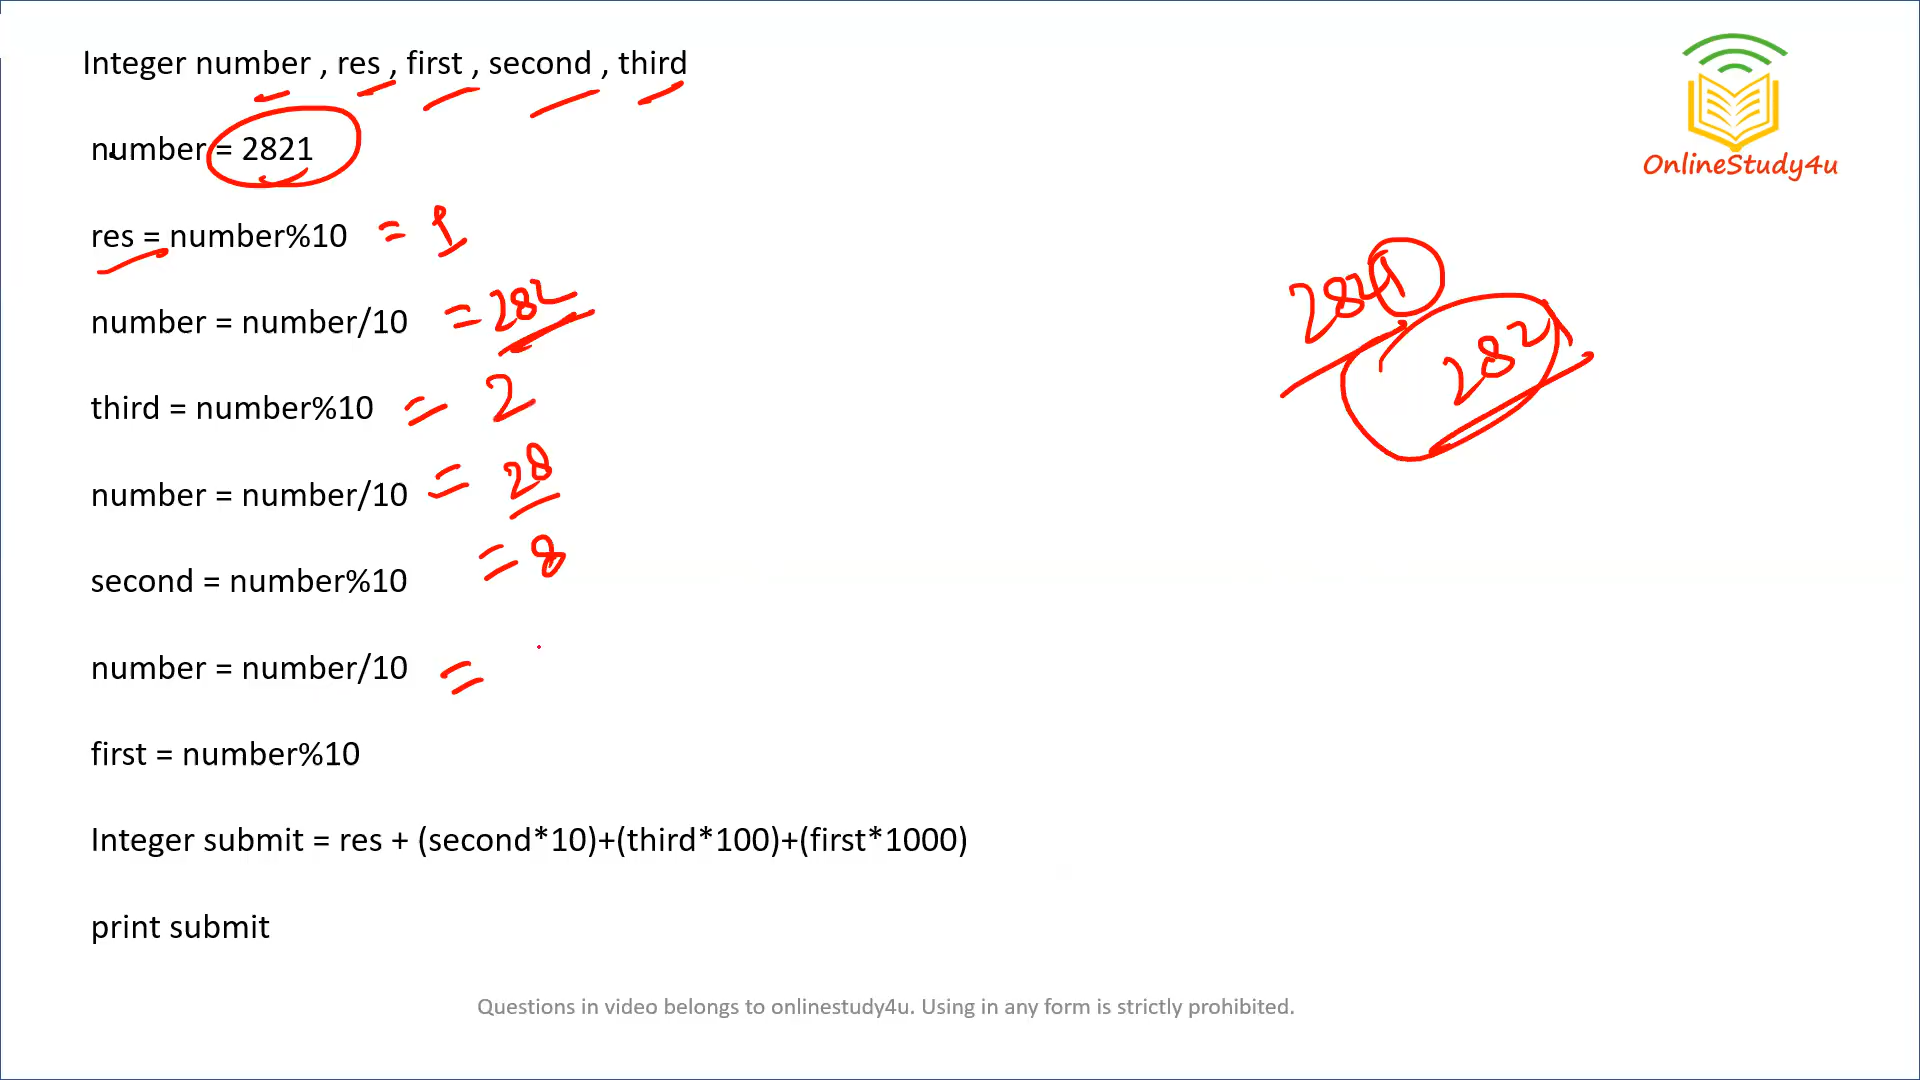 Integer number , res , first , second , third
number = 2821
res = number%10 = 1
number = number/10 = 282
third = number%10 = 2
number = number/10 = 28
second = number%10 = 8
number = number/10 =
first = number%10
Integer submit = res + (second*10)+(third*100)+(first*1000)
print submit
OnlineStudy4u
2821
282
Questions in video belongs to onlinestudy4u. Using in any form is strictly prohibited.